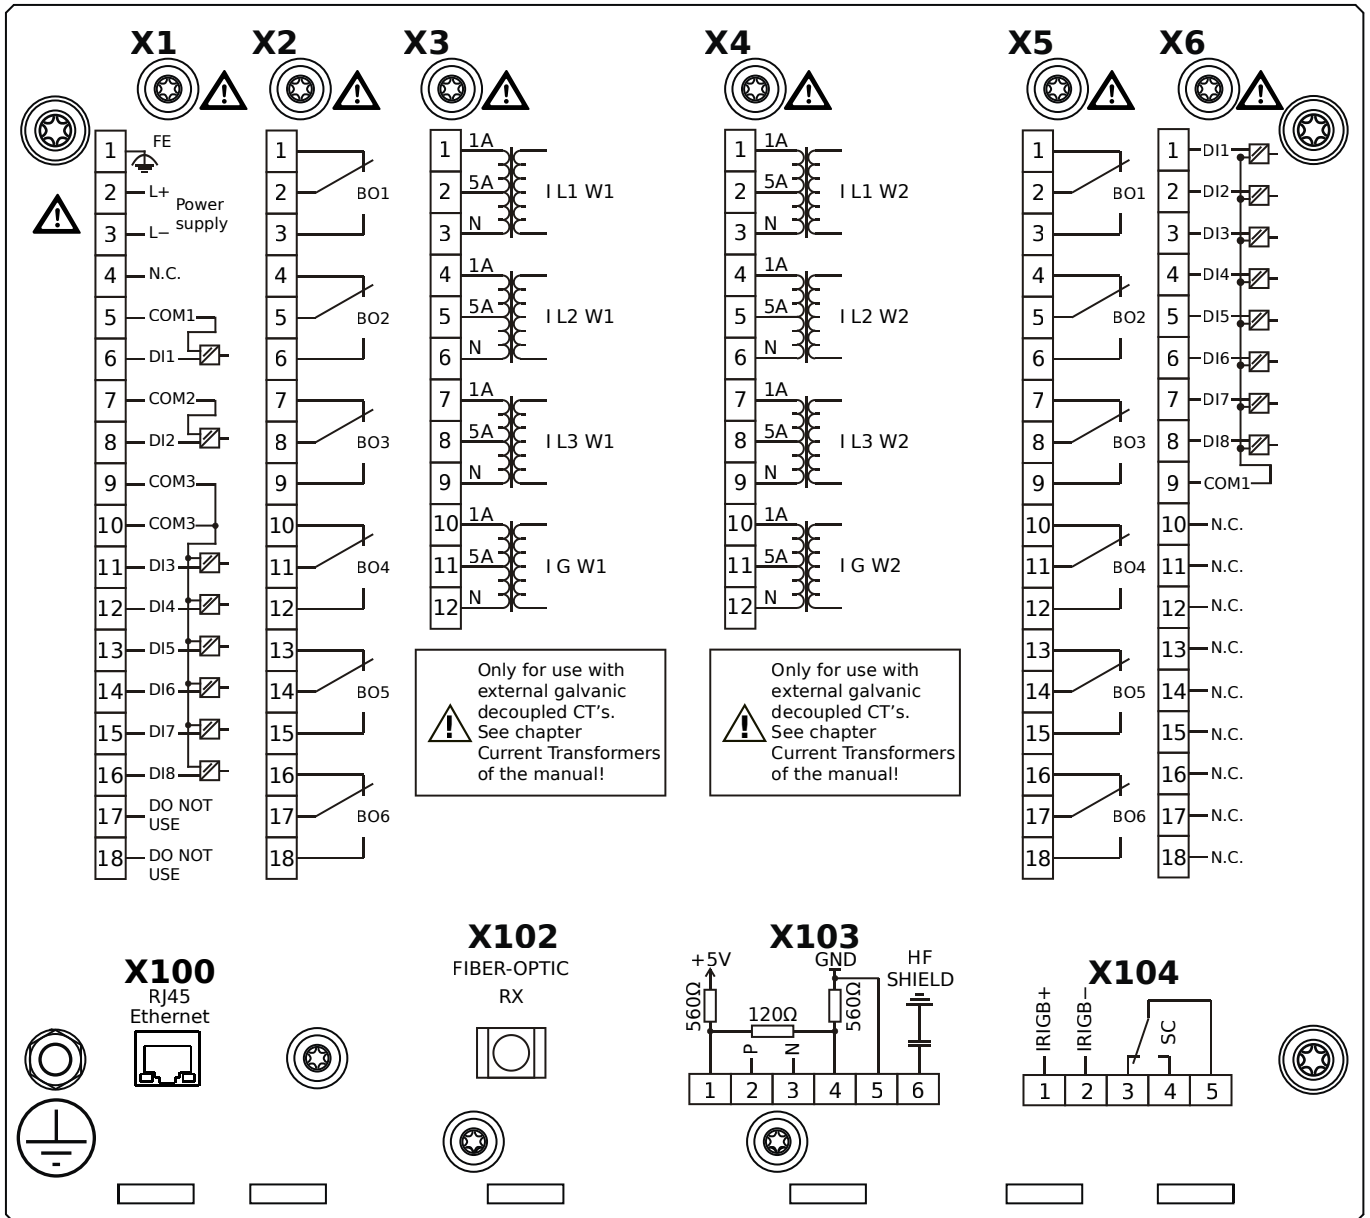 X1
X2
X3
X4
X5
X6
1 FE
2 L+
Power
supply
3 L−
4 N.C.
5 COM1
6 DI1
7 COM2
8 DI2
9 COM3
10 COM3
11 DI3
12 DI4
13 DI5
14 DI6
15 DI7
16 DI8
17 DO NOT
USE
18 DO NOT
USE
1
2 BO1
3
4
5 BO2
6
7
8 BO3
9
10
11 BO4
12
13
14 BO5
15
16
17 BO6
18
1 1A
2 5A I L1 W1
3 N
4 1A
5 5A I L2 W1
6 N
7 1A
8 5A I L3 W1
9 N
10 1A
11 5A I G W1
12 N
Only for use with
external galvanic
decoupled CT's.
See chapter
Current Transformers
of the manual!
1 1A
2 5A I L1 W2
3 N
4 1A
5 5A I L2 W2
6 N
7 1A
8 5A I L3 W2
9 N
10 1A
11 5A I G W2
12 N
Only for use with
external galvanic
decoupled CT's.
See chapter
Current Transformers
of the manual!
1
2 BO1
3
4
5 BO2
6
7
8 BO3
9
10
11 BO4
12
13
14 BO5
15
16
17 BO6
18
1 DI1
2 DI2
3 DI3
4 DI4
5 DI5
6 DI6
7 DI7
8 DI8
9 COM1
10 N.C.
11 N.C.
12 N.C.
13 N.C.
14 N.C.
15 N.C.
16 N.C.
17 N.C.
18 N.C.
X100
RJ45
Ethernet
X102
FIBER-OPTIC
RX
X103
+5V
GND
HF
SHIELD
560Ω
120Ω
560Ω
P
N
1 2 3 4 5 6
X104
IRIGB+
IRIGB−
SC
1 2 3 4 5